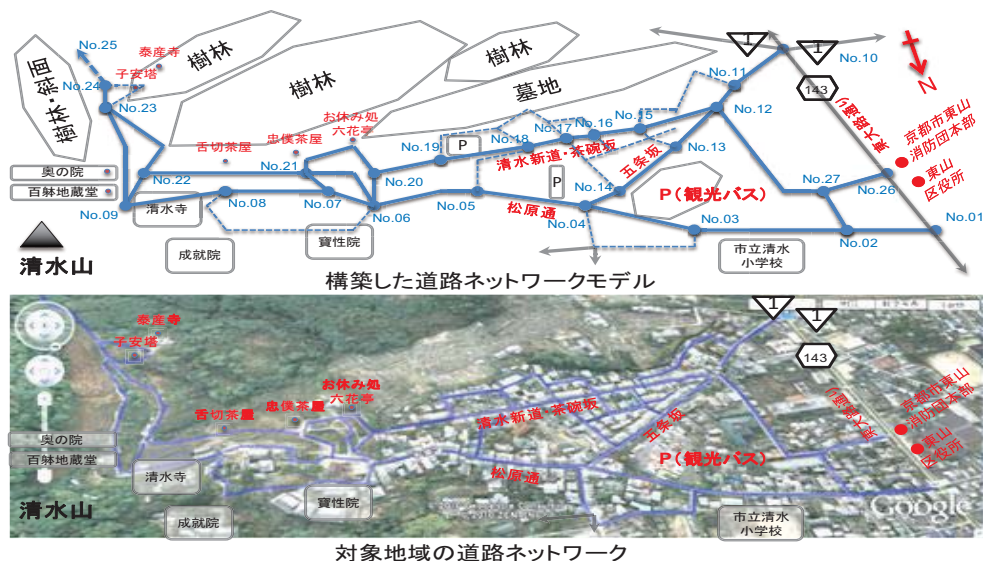 No.25
泰産寺
子安塔
No.24
No.23
樹林・斜面
樹林
樹林
樹林
墓地
1
1
No.10
143
No.11
No.12
N
東大路通り
京都市東山
消防団本部
東山
区役所
お休み処
六花亭
忠僕茶屋
舌切茶屋
No.19
P
No.18
No.17
No.16
No.15
清水新道・茶碗坂
五条坂
No.13
奥の院
百躰地蔵堂
No.22
No.21
No.20
P
No.14
P(観光バス)
No.27
No.26
No.09
清水寺
No.08
No.07
No.06
No.05
松原通
No.04
No.03
No.02
No.01
清水山
成就院
寶性院
市立清水
小学校
構築した道路ネットワークモデル
泰産寺
子安塔
1
1
143
お休み処
六花亭
忠僕茶屋
舌切茶屋
清水新道・茶碗坂
五条坂
東大路通り
京都市東山
消防団本部
東山
区役所
奥の院
百躰地蔵堂
清水寺
松原通
P(観光バス)
清水山
成就院
寶性院
市立清水
小学校
Google
対象地域の道路ネットワーク